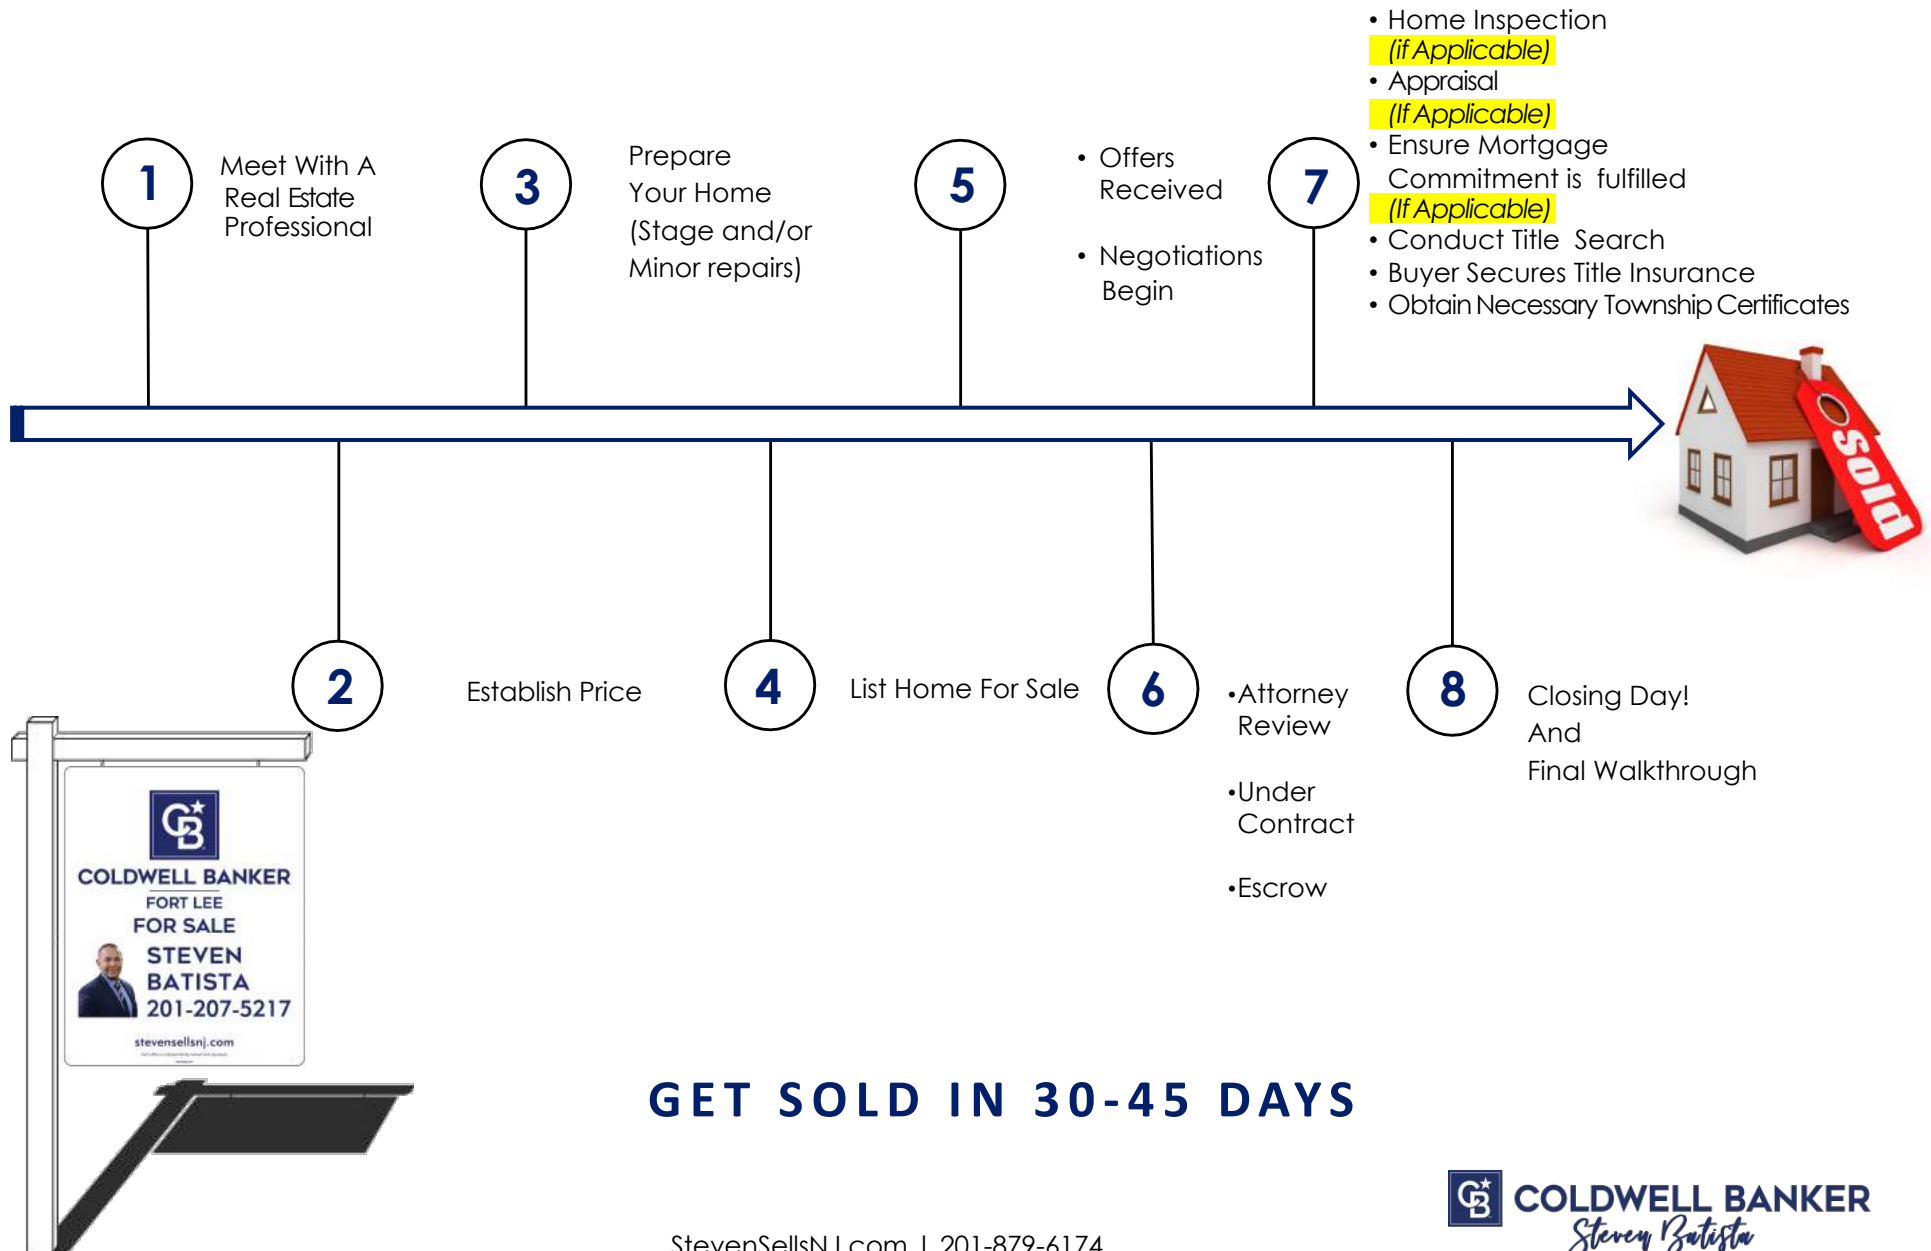 1
Meet With A
Real Estate
Professional
3
Prepare
Your Home
(Stage and/or
Minor repairs)
5
• Offers
Received
• Negotiations
Begin
7
• Home Inspection
(if Applicable)
• Appraisal
(If Applicable)
• Ensure Mortgage
Commitment is fulfilled
(If Applicable)
• Conduct Title Search
• Buyer Secures Title Insurance
• Obtain Necessary Township Certificates
Sold
2
Establish Price
4
List Home For Sale
6
•Attorney
Review
•Under
Contract
•Escrow
8
Closing Day!
And
Final Walkthrough
CB
COLDWELL BANKER
FORT LEE
FOR SALE
STEVEN
BATISTA
201-207-5217
stevensellsnj.com
GET SOLD IN 30-45 DAYS
StevenSellsNJ.com | 201-879-6174
CB COLDWELL BANKER
Steven Batista